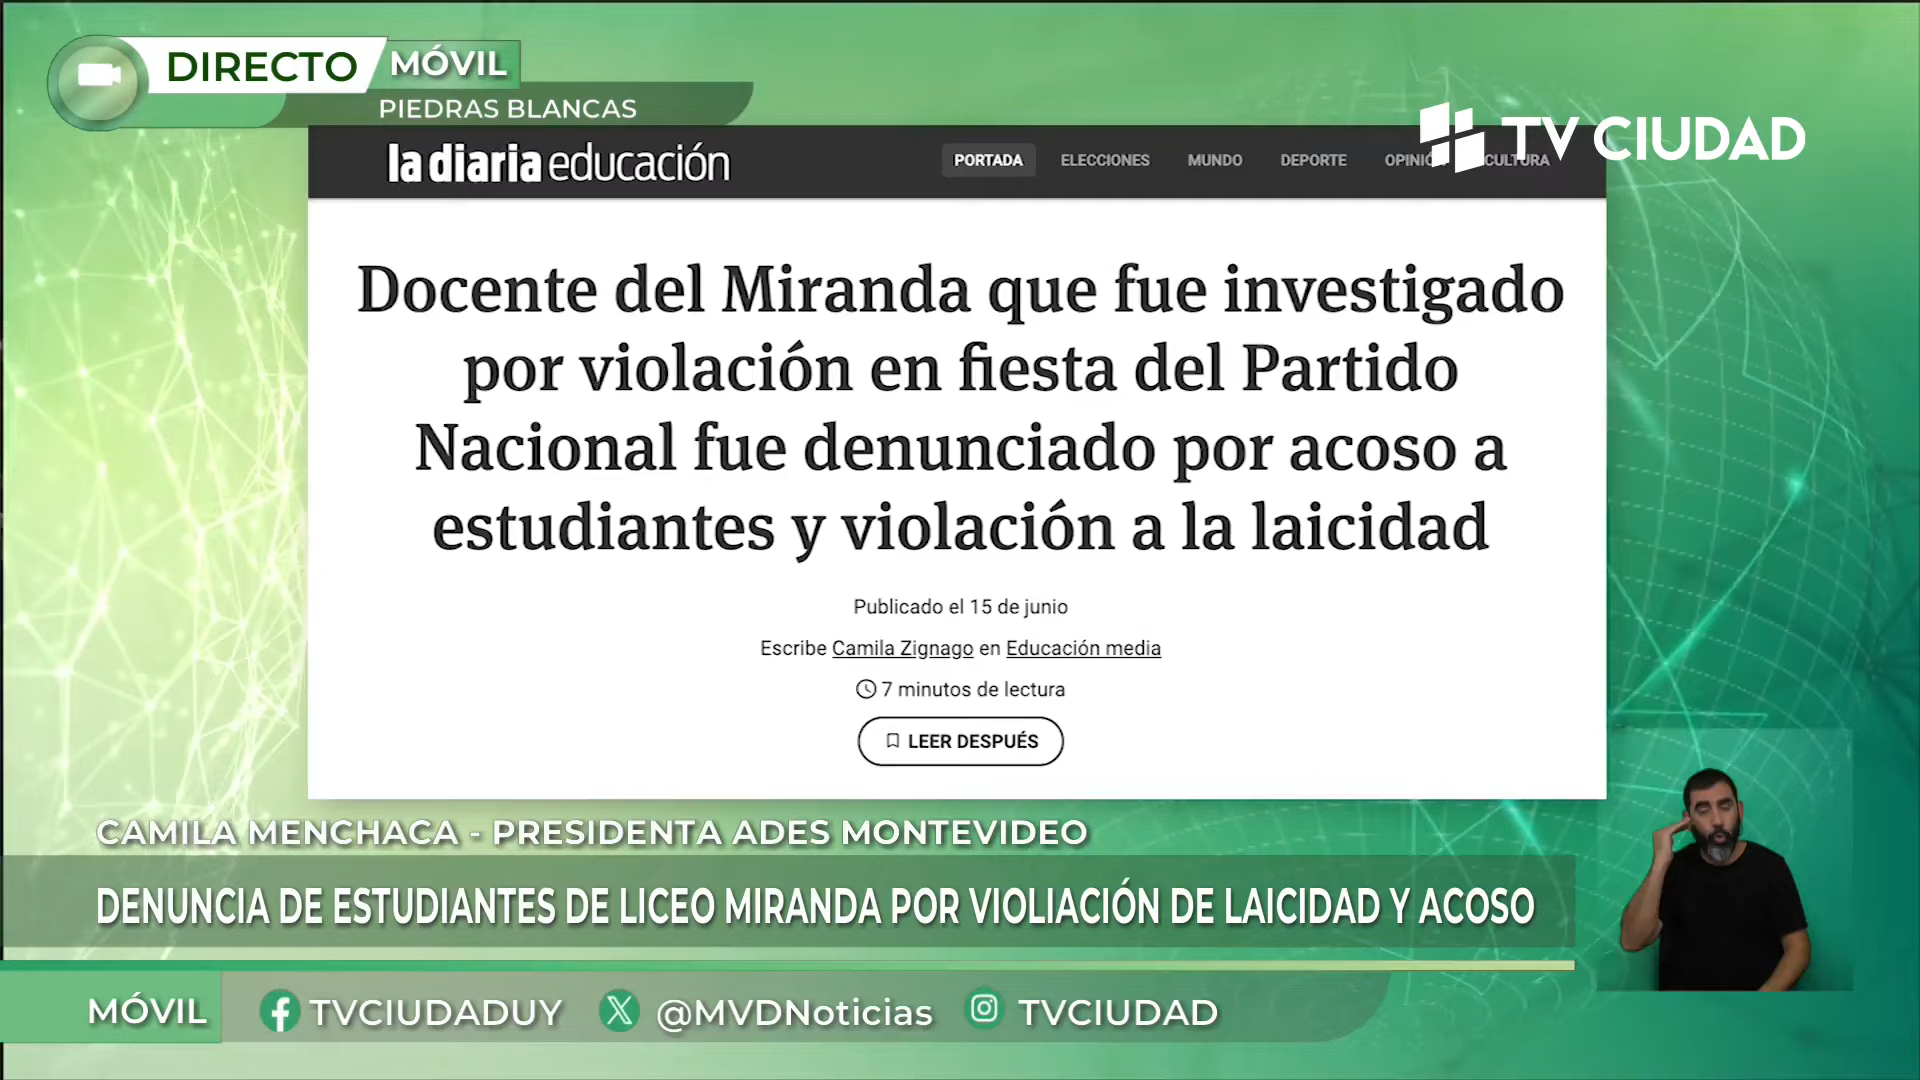 DIRECTO MÓVIL
PIEDRAS BLANCAS
TV CIUDAD
la diaria educación
PORTADA ELECCIONES MUNDO DEPORTE OPINIÓN CULTURA
Docente del Miranda que fue investigado
por violación en fiesta del Partido
Nacional fue denunciado por acoso a
estudiantes y violación a la laicidad
Publicado el 15 de junio
Escribe Camila Zignago en Educación media
7 minutos de lectura
LEER DESPUÉS
CAMILA MENCHACA - PRESIDENTA ADES MONTEVIDEO
DENUNCIA DE ESTUDIANTES DE LICEO MIRANDA POR VIOLIACIÓN DE LAICIDAD Y ACOSO
MÓVIL TVCIUDADUY @MVDNoticias TVCIUDAD